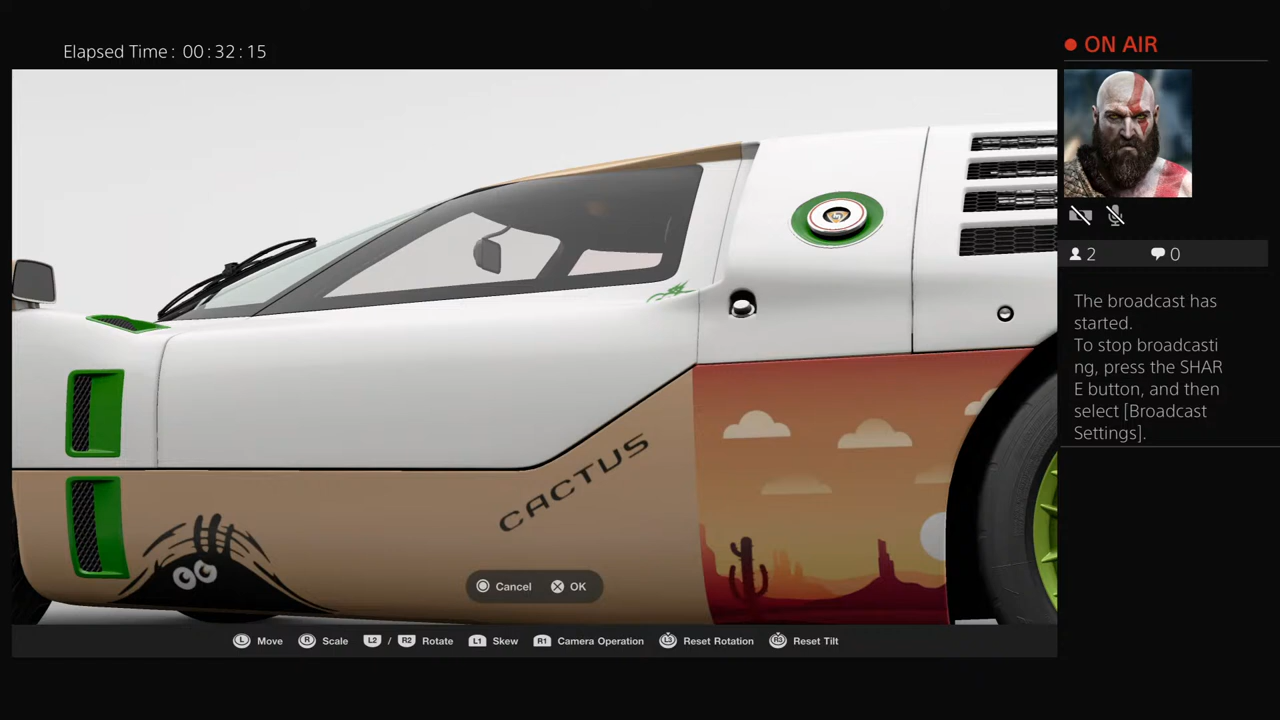 Elapsed Time: 00:32:15
ON AIR
2
0
The broadcast has
started.
To stop broadcasti
ng, press the SHAR
E button, and then
select [Broadcast
Settings].
CACTUS
Cancel
OK
L Move R Scale L2 / R2 Rotate L1 Skew R1 Camera Operation L3 Reset Rotation R3 Reset Tilt